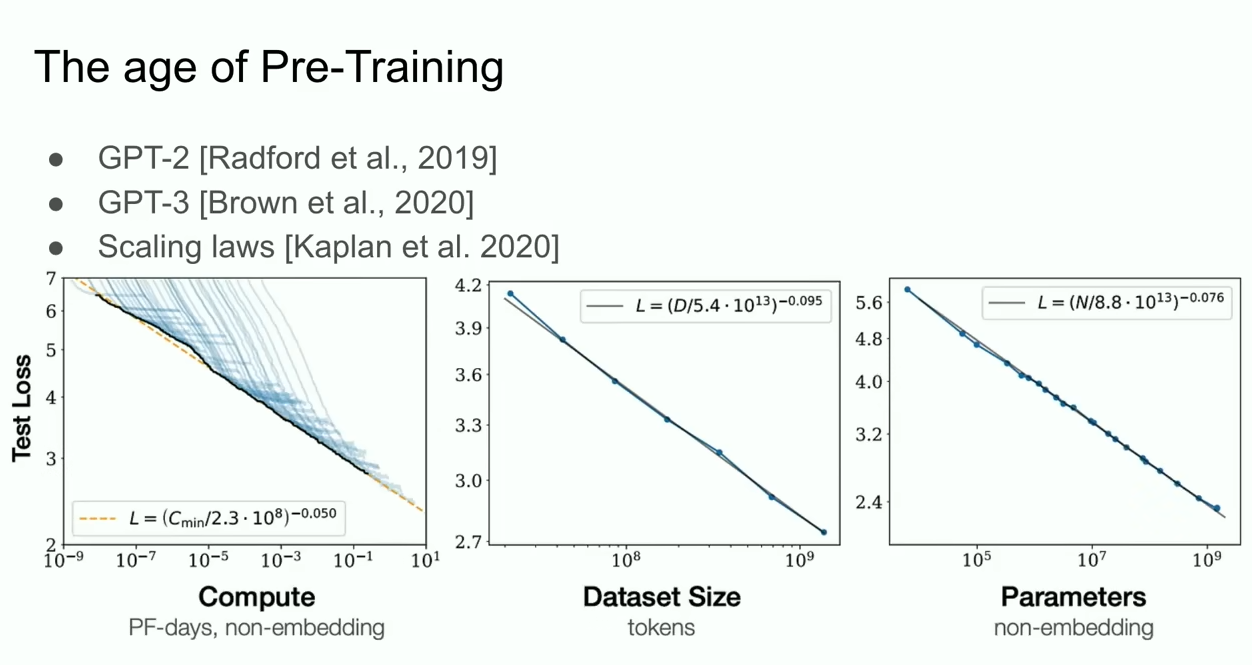 The age of Pre-Training
● GPT-2 [Radford et al., 2019]
● GPT-3 [Brown et al., 2020]
● Scaling laws [Kaplan et al. 2020]
Test Loss
7
6
5
4
3
2
L = (C_min/2.3 · 10^8)^−0.050
10^−9 10^−7 10^−5 10^−3 10^−1 10^1
Compute
PF-days, non-embedding
4.2
3.9
3.6
3.3
3.0
2.7
L = (D/5.4 · 10^13)^−0.095
10^8 10^9
Dataset Size
tokens
5.6
4.8
4.0
3.2
2.4
L = (N/8.8 · 10^13)^−0.076
10^5 10^7 10^9
Parameters
non-embedding